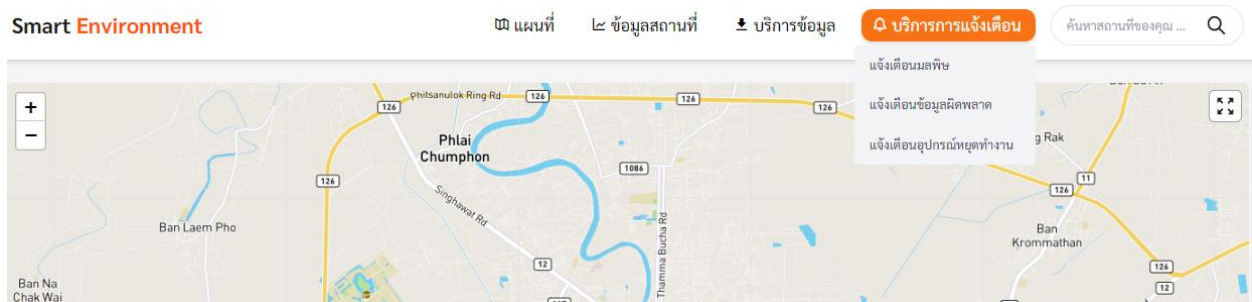 Smart Environment
แผนที่
ข้อมูลสถานที่
บริการข้อมูล
บริการการแจ้งเตือน
ค้นหาสถานที่ของคุณ ...
แจ้งเตือนมลพิษ
แจ้งเตือนข้อมูลผิดพลาด
แจ้งเตือนอุปกรณ์หยุดทำงาน
+
−
Phitsanulok Ring Rd
126
126
126
126
Phlai
Chumphon
1086
126
11
g Rak
Singhawat Rd
Ban Laem Pho
Thamma Bucha Rd
Ban
Krommathan
12
126
12
Ban Na
Chak Wai